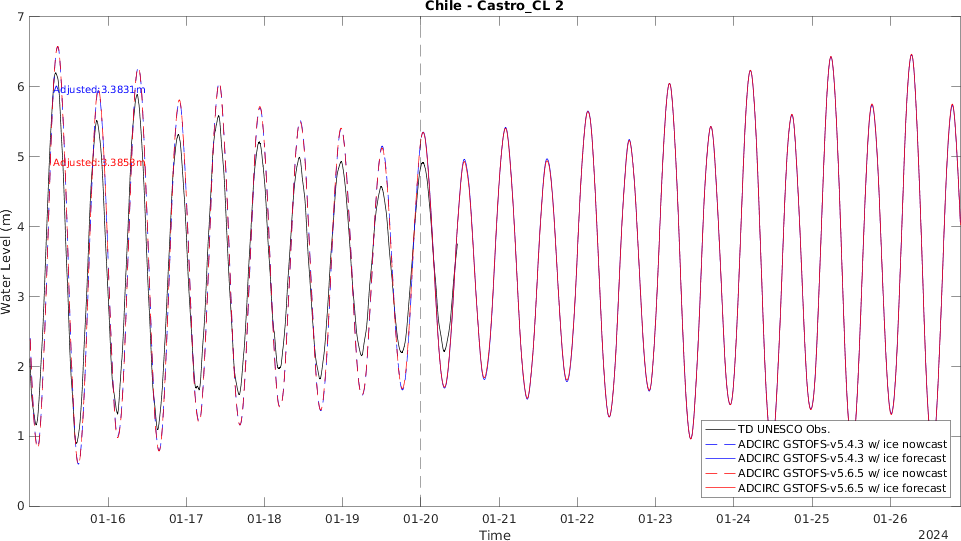 Chile - Castro_CL 2
Water Level (m)
7
6
5
4
3
2
1
0
Adjusted:3.3831m
Adjusted:3.3858m
TD UNESCO Obs.
ADCIRC GSTOFS-v5.4.3 w/ ice nowcast
ADCIRC GSTOFS-v5.4.3 w/ ice forecast
ADCIRC GSTOFS-v5.6.5 w/ ice nowcast
ADCIRC GSTOFS-v5.6.5 w/ ice forecast
01-16 01-17 01-18 01-19 01-20 01-21 01-22 01-23 01-24 01-25 01-26
Time
2024